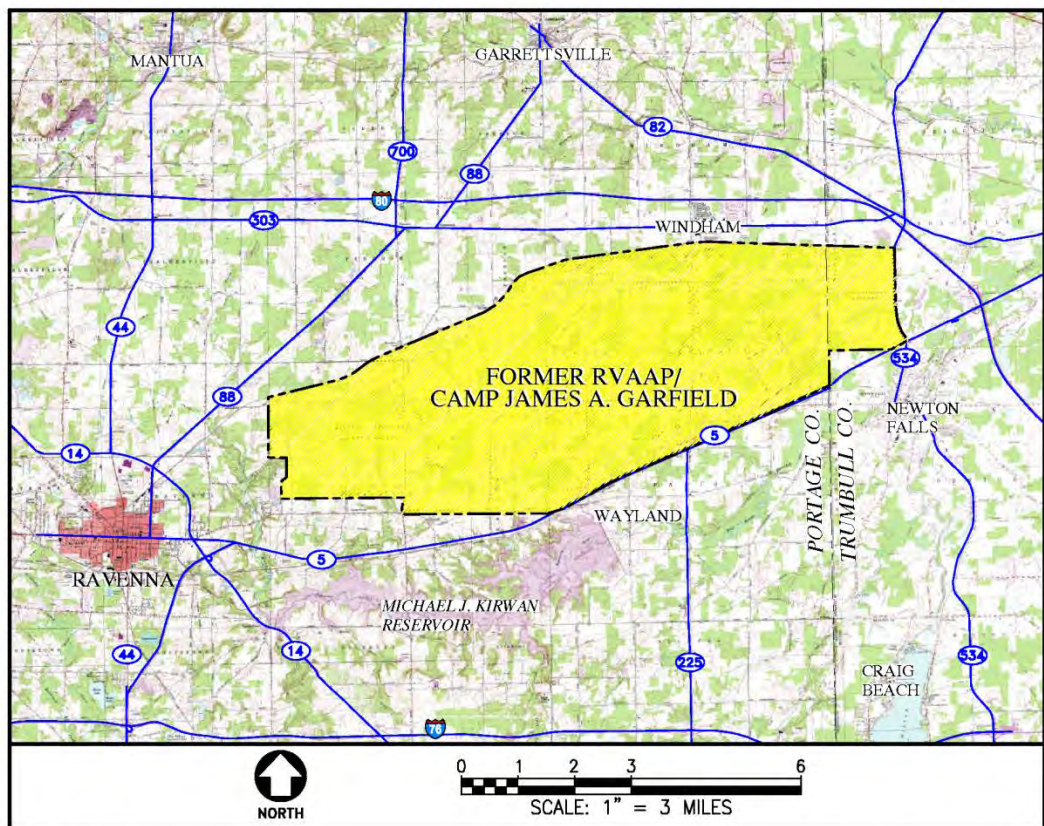 MANTUA
GARRETTSVILLE
82
700
88
80
303
WINDHAM
44
534
FORMER RVAAP/
CAMP JAMES A. GARFIELD
88
NEWTON
FALLS
5
14
PORTAGE CO.
TRUMBULL CO.
WAYLAND
5
RAVENNA
MICHAEL J. KIRWAN
RESERVOIR
44
14
225
534
CRAIG
BEACH
76
NORTH
0 1 2 3 6
SCALE: 1" = 3 MILES